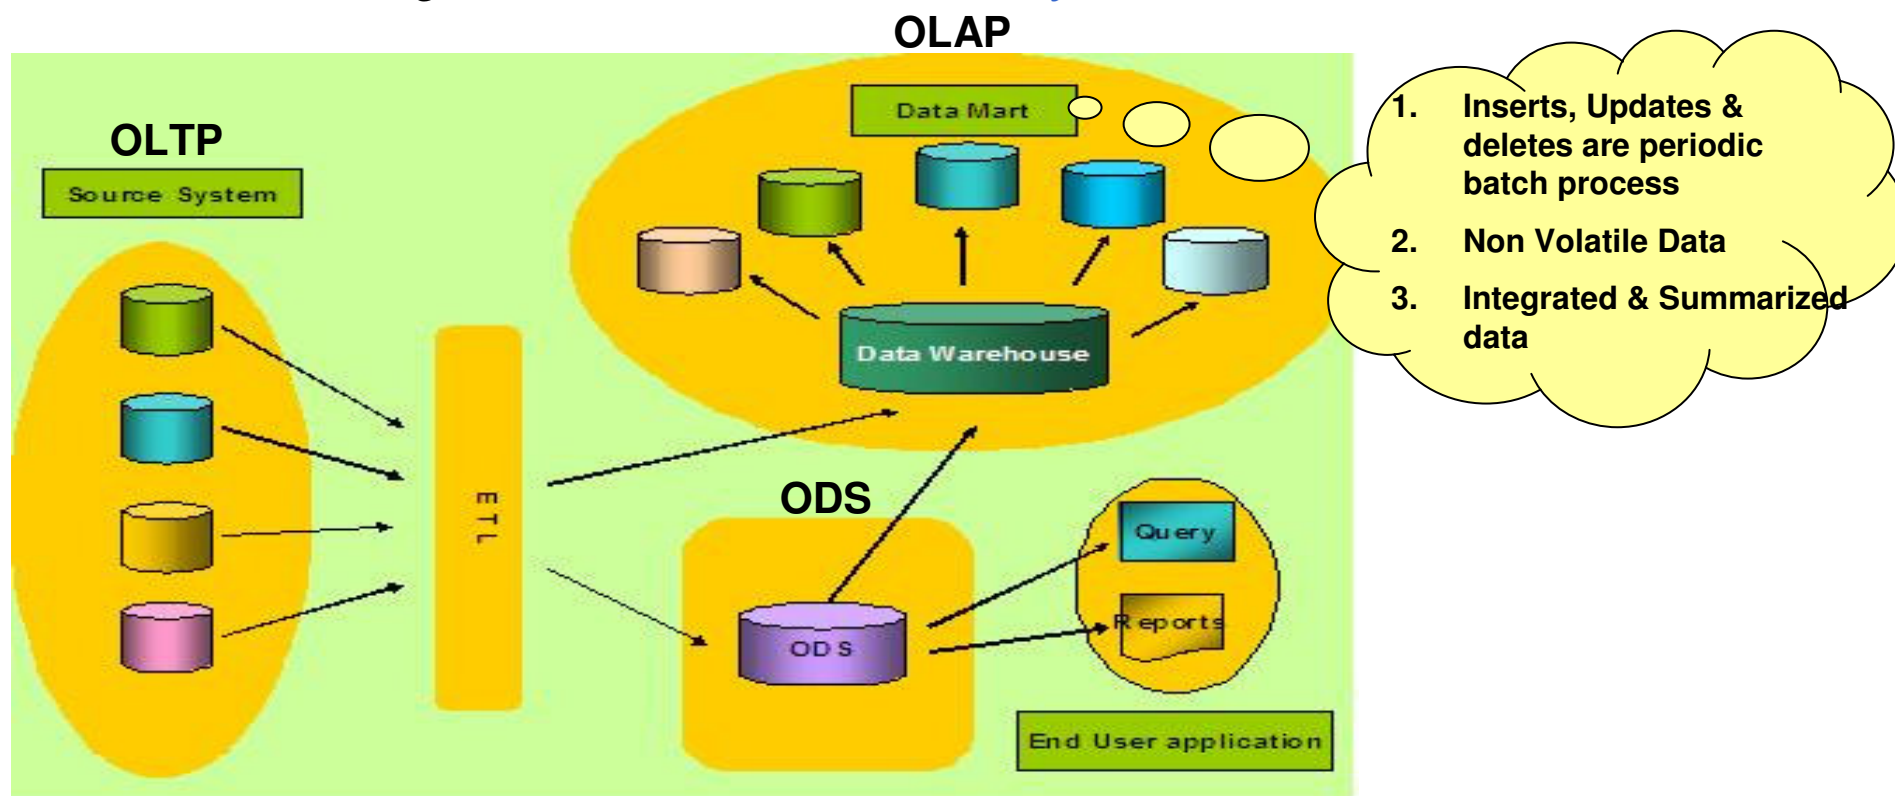 OLAP
OLTP
Source System
Data Mart
Data Warehouse
E T L
ODS
ODS
Query
Reports
End User application
1. Inserts, Updates &
deletes are periodic
batch process
2. Non Volatile Data
3. Integrated & Summarized
data